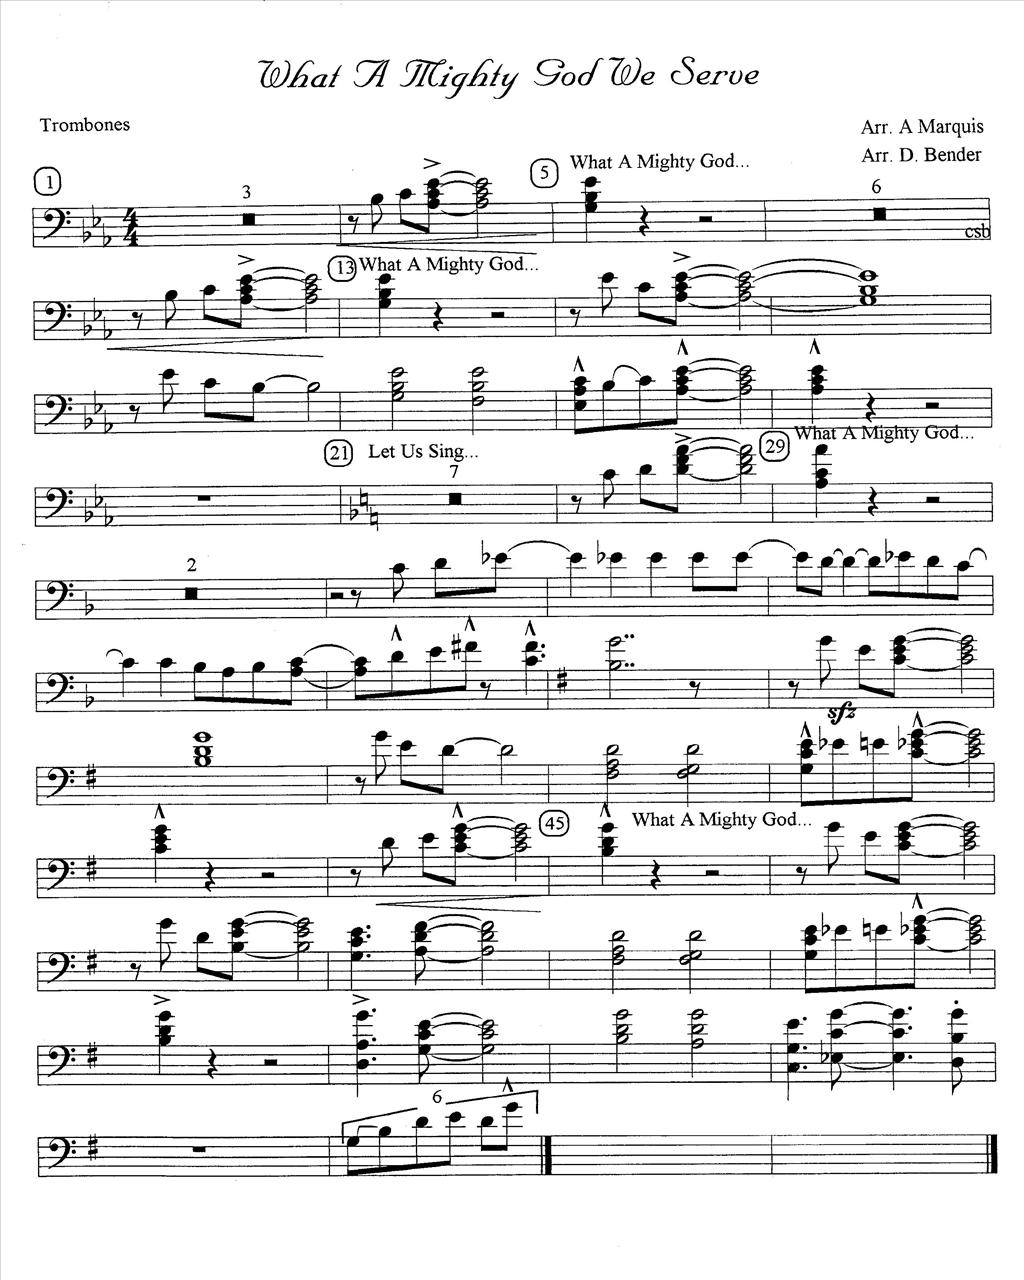 What A Mighty God We Serve
Trombones
Arr. A Marquis
Arr. D. Bender
1
3
5
What A Mighty God...
6
4
4
csb
13
What A Mighty God...
21
Let Us Sing...
7
29
What A Mighty God...
2
sfz
45
What A Mighty God...
6